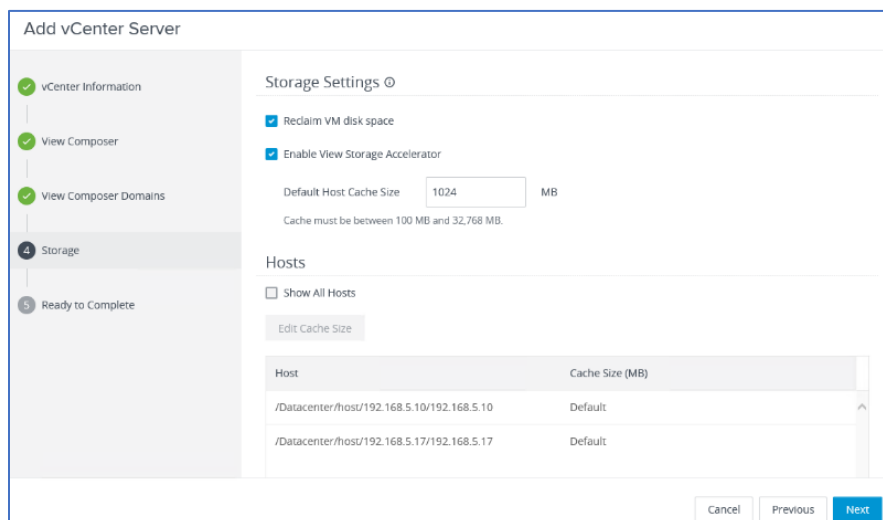 Add vCenter Server
vCenter Information
View Composer
View Composer Domains
4 Storage
5 Ready to Complete
Storage Settings
Reclaim VM disk space
Enable View Storage Accelerator
Default Host Cache Size 1024 MB
Cache must be between 100 MB and 32,768 MB.
Hosts
Show All Hosts
Edit Cache Size
Host Cache Size (MB)
/Datacenter/host/192.168.5.10/192.168.5.10 Default
/Datacenter/host/192.168.5.17/192.168.5.17 Default
Cancel Previous Next